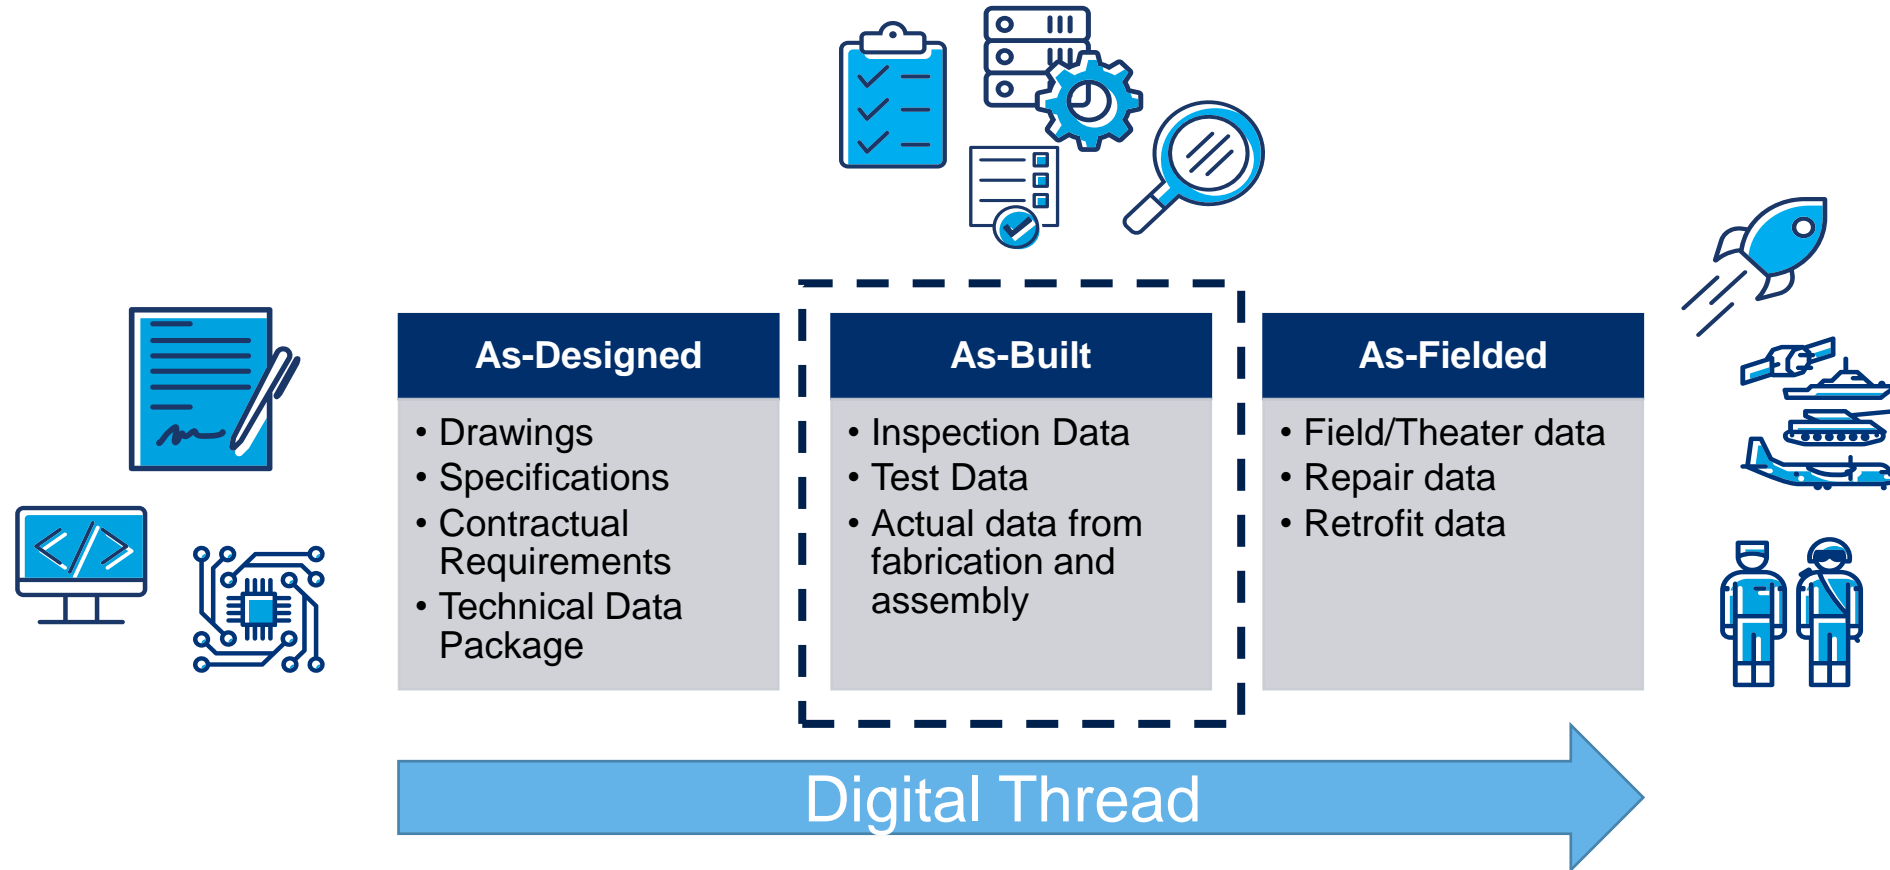 As-Designed
• Drawings
• Specifications
• Contractual
Requirements
• Technical Data
Package
As-Built
• Inspection Data
• Test Data
• Actual data from
fabrication and
assembly
As-Fielded
• Field/Theater data
• Repair data
• Retrofit data
Digital Thread